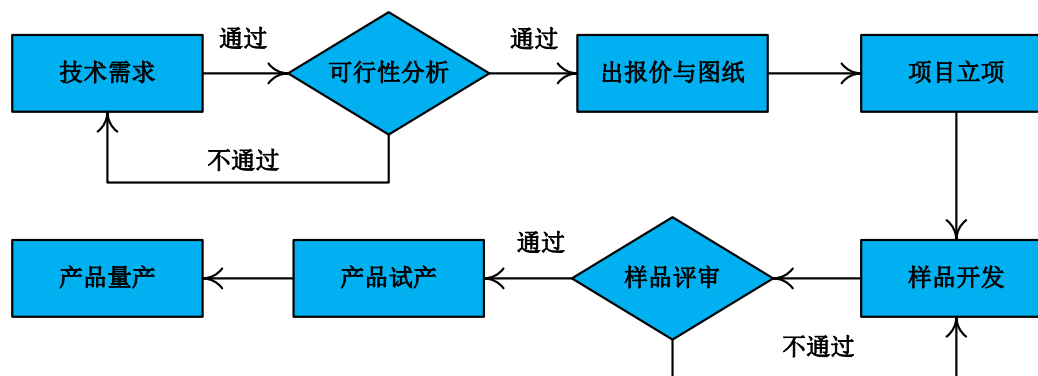 通过
通过
技术需求
可行性分析
出报价与图纸
项目立项
不通过
通过
产品量产
产品试产
样品评审
样品开发
不通过